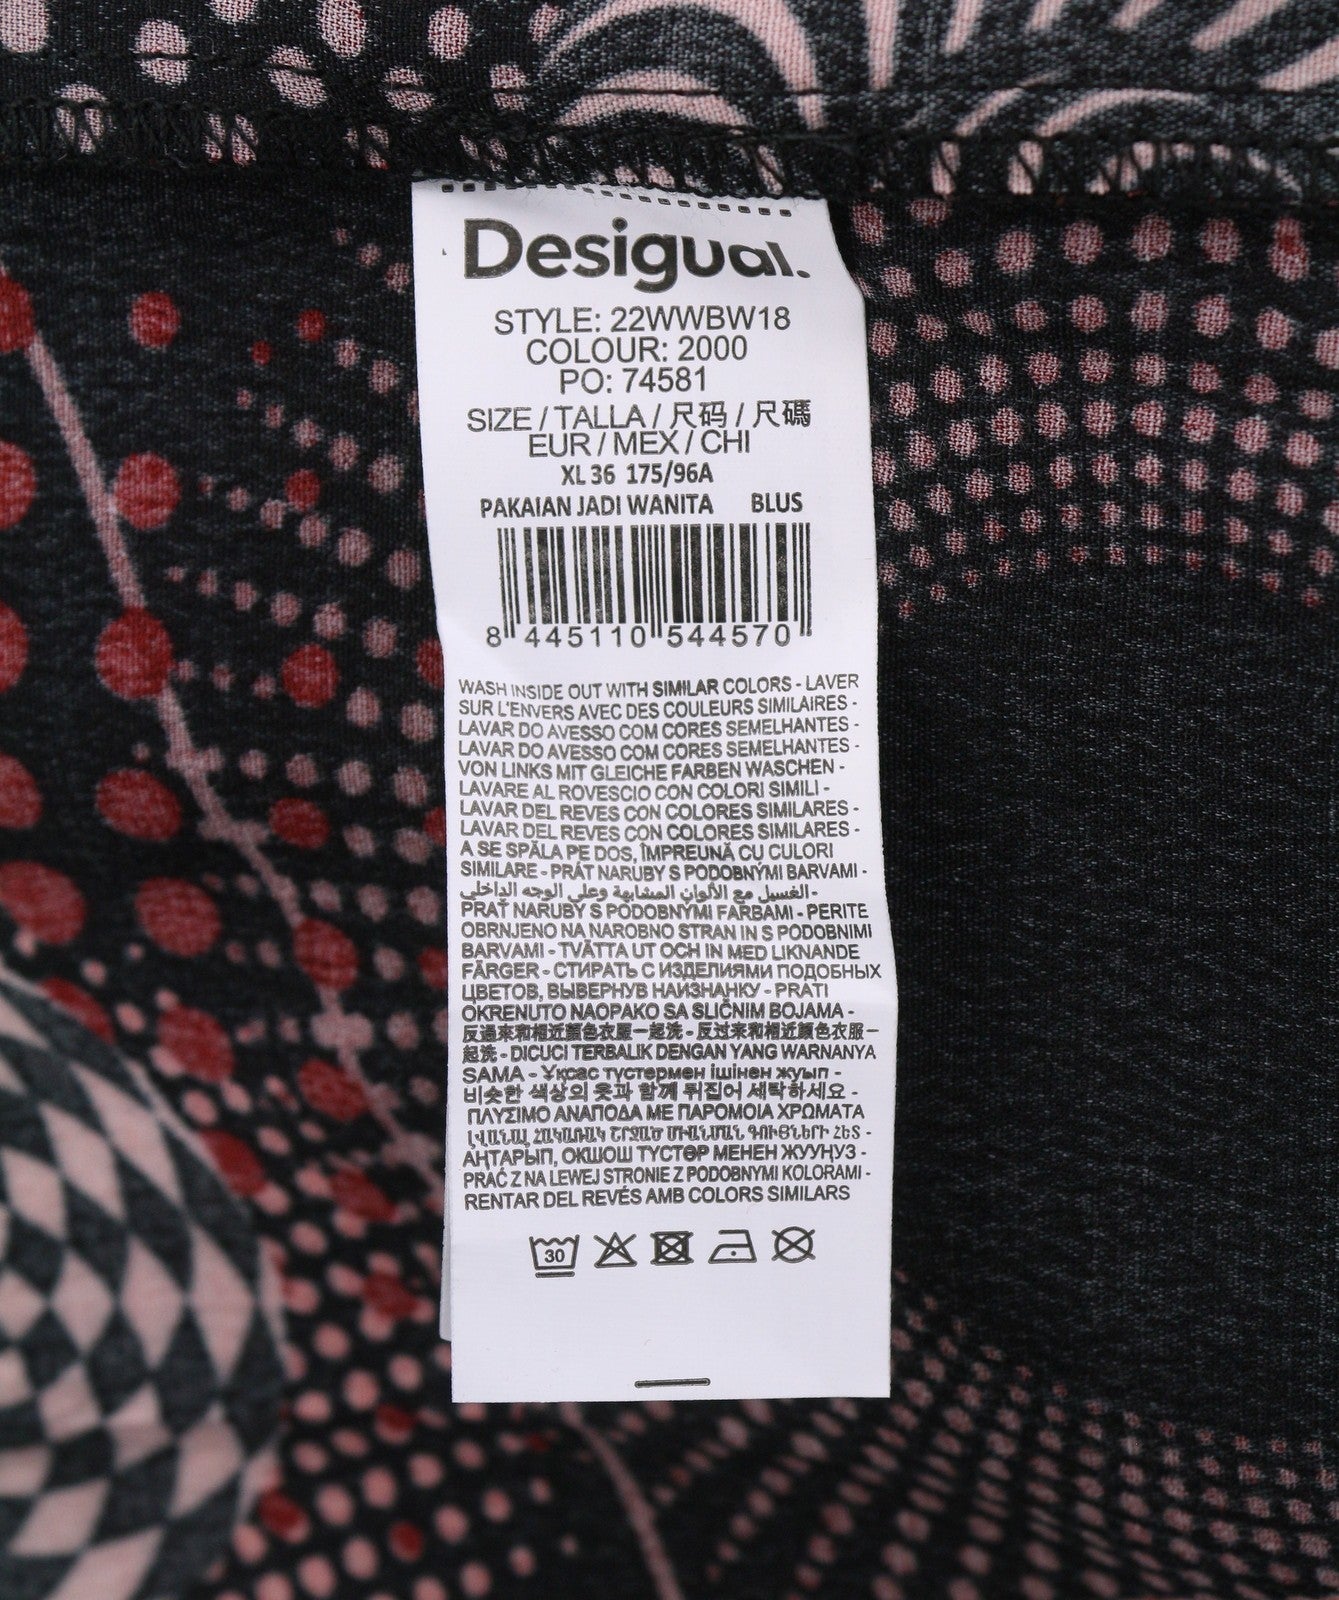 Desigual.
STYLE: 22WWBW18
COLOUR: 2000
PO: 74581
SIZE / TALLA / 尺码 / 尺碼
EUR / MEX / CHI
XL 36 175/96A
PAKAIAN JADI WANITA BLUS
8 445110 544570
WASH INSIDE OUT WITH SIMILAR COLORS - LAVER
SUR L'ENVERS AVEC DES COULEURS SIMILAIRES -
LAVAR DO AVESSO COM CORES SEMELHANTES -
LAVAR DO AVESSO COM CORES SEMELHANTES -
VON LINKS MIT GLEICHE FARBEN WASCHEN -
LAVARE AL ROVESCIO CON COLORI SIMILI -
LAVAR DEL REVES CON COLORES SIMILARES -
LAVAR DEL REVES CON COLORES SIMILARES -
A SE SPĂLA PE DOS, ÎMPREUNĂ CU CULORI
SIMILARE - PRÁT NARUBY S PODOBNÝMI BARVAMI -
الغسيل مع الألوان المشابهة وعلى الوجه الداخلي -
PRAŤ NARUBY S PODOBNÝMI FARBAMI - PERITE
OBRNJENO NA NAROBNO STRAN IN S PODOBNIMI
BARVAMI - TVÄTTA UT OCH IN MED LIKNANDE
FÄRGER - СТИРАТЬ С ИЗДЕЛИЯМИ ПОДОБНЫХ
ЦВЕТОВ, ВЫВЕРНУВ НАИЗНАНКУ - PRATI
OKRENUTO NAOPAKO SA SLIČNIM BOJAMA -
反過來和相近顏色衣服一起洗 - 反过来和相近颜色衣服一
起洗 - DICUCI TERBALIK DENGAN YANG WARNANYA
SAMA - Ұқсас түстермен ішінен жуып -
비슷한 색상의 옷과 함께 뒤집어 세탁하세요 -
ΠΛΥΣΙΜΟ ΑΝΑΠΟΔΑ ΜΕ ΠΑΡΟΜΟΙΑ ΧΡΩΜΑΤΑ
ԼՎԱՆԱԼ ՀԱԿԱՌԱԿ ՇՐՋԱԾ ՄԻԱՆՄԱՆ ԳՈՒՅՆԵՐԻ ՀԵՏ -
АҢТАРЫП, ОКШОШ ТҮСТӨР МЕНЕН ЖУУҢУЗ -
PRAĆ Z NA LEWEJ STRONIE Z PODOBNYMI KOLORAMI -
RENTAR DEL REVÉS AMB COLORS SIMILARS
30